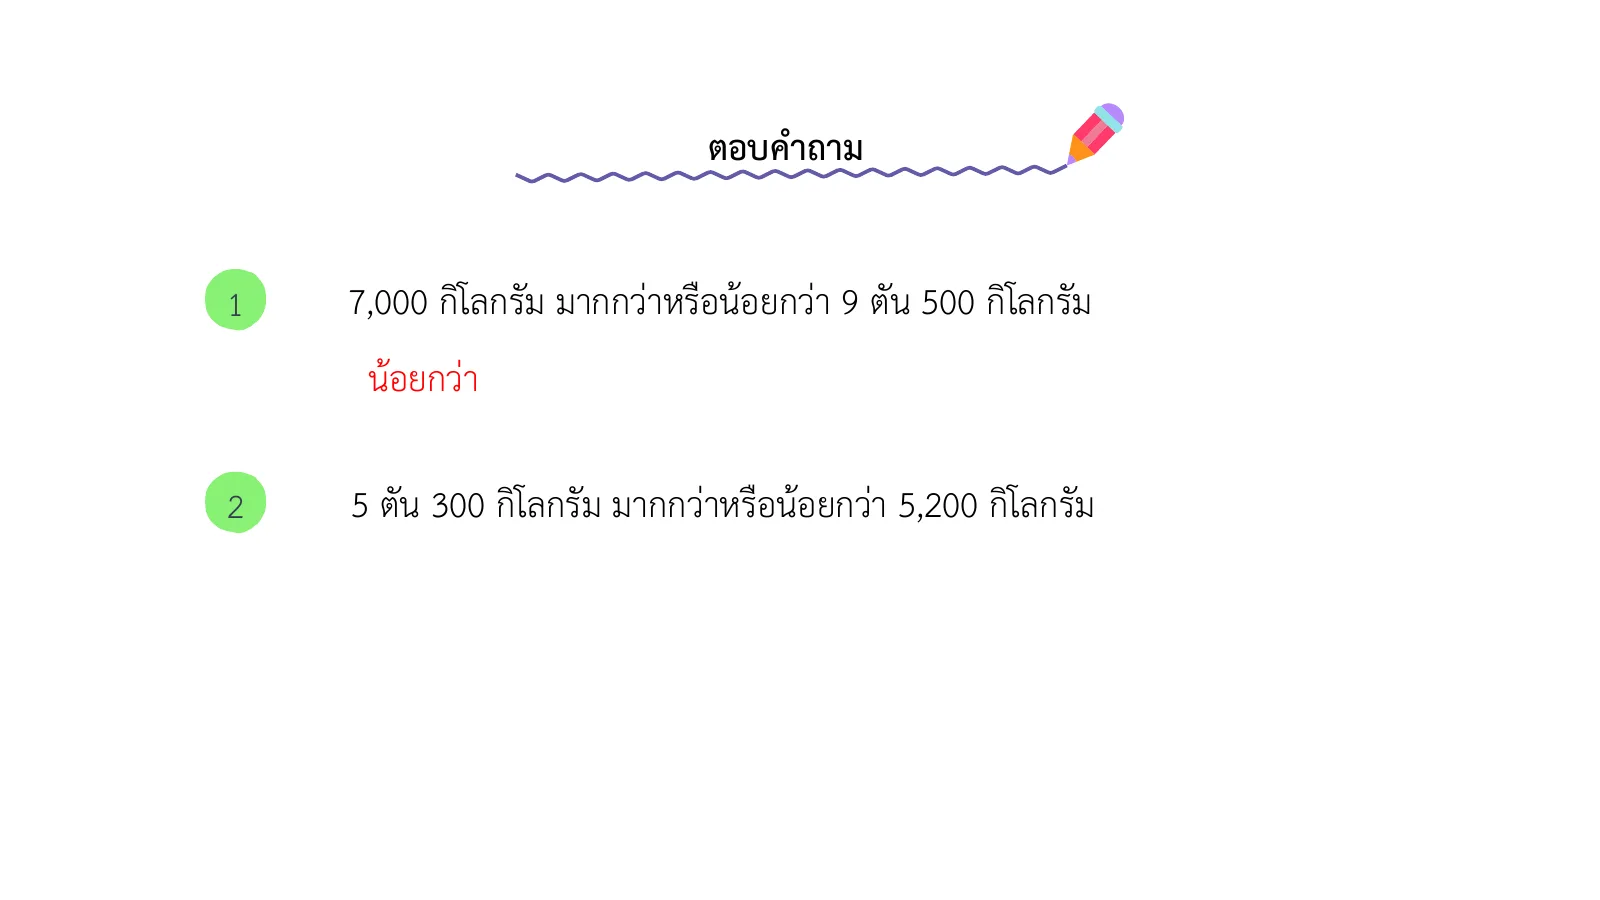 ตอบคำถาม
1 7,000 กิโลกรัม มากกว่าหรือน้อยกว่า 9 ตัน 500 กิโลกรัม
น้อยกว่า
2 5 ตัน 300 กิโลกรัม มากกว่าหรือน้อยกว่า 5,200 กิโลกรัม